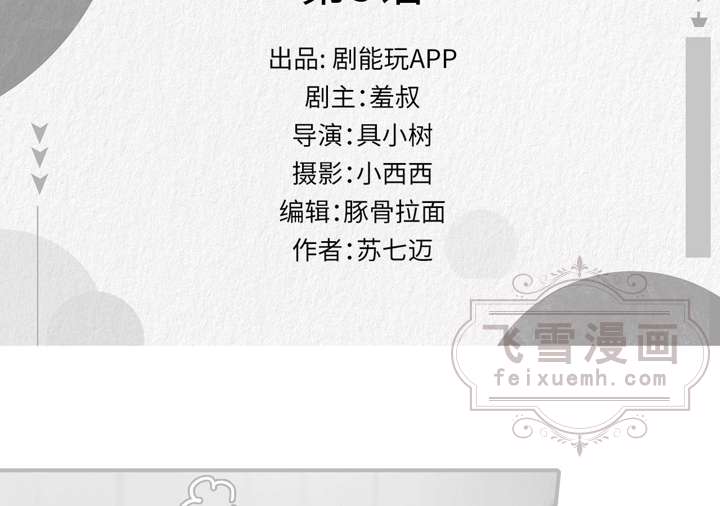 出品: 剧能玩APP
剧主：羞叔
导演：具小树
摄影：小西西
编辑：豚骨拉面
作者：苏七迈
飞雪漫画
feixuemh.com